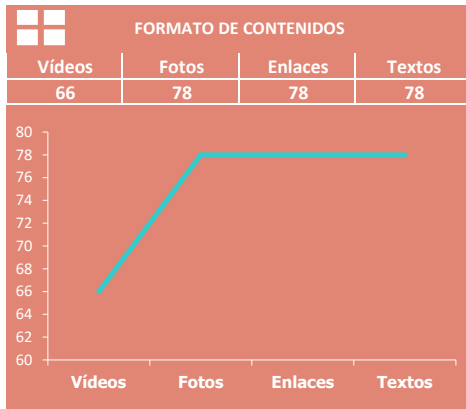 FORMATO DE CONTENIDOS
Vídeos Fotos Enlaces Textos
66 78 78 78
80
78
76
74
72
70
68
66
64
62
60
Vídeos Fotos Enlaces Textos